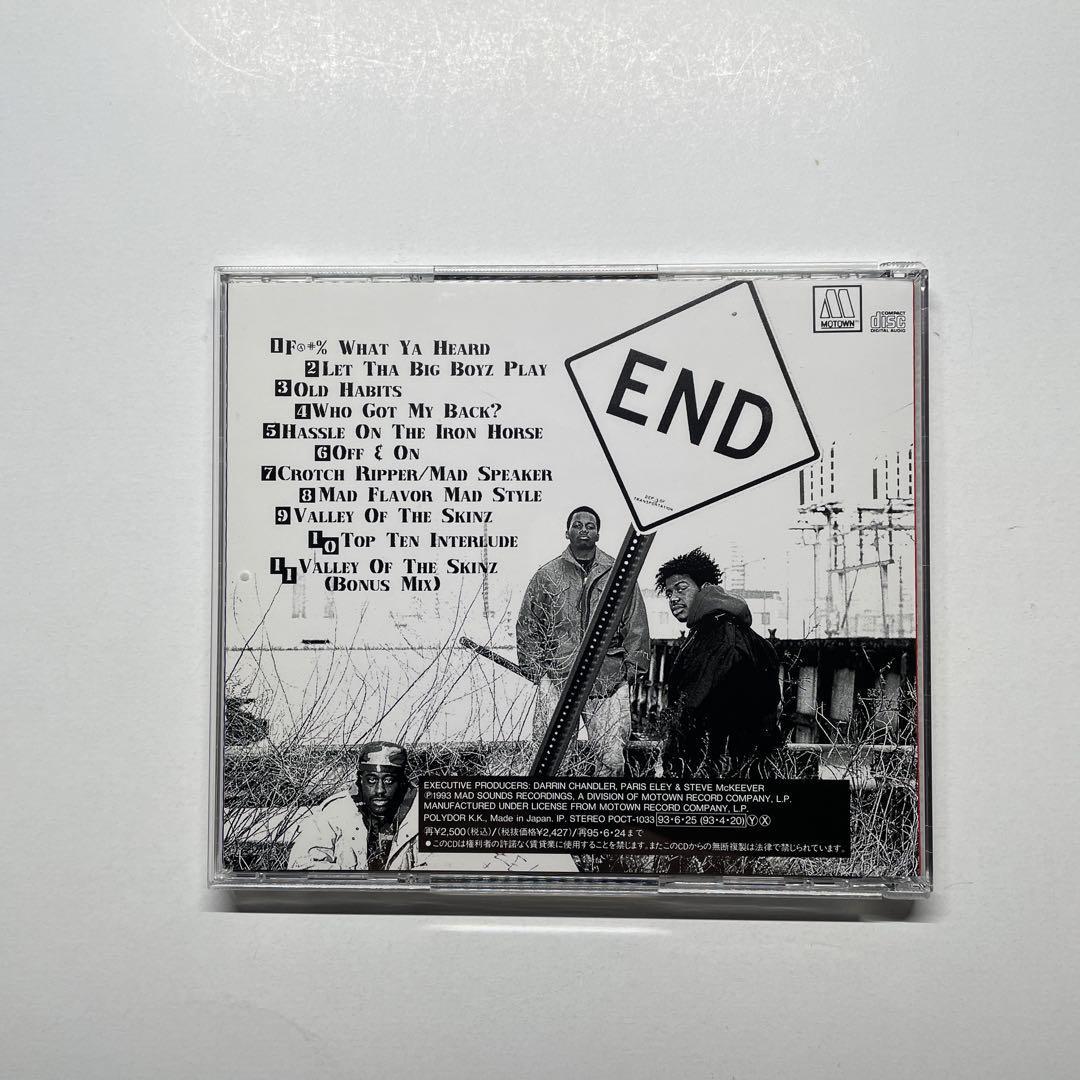 1 F@#% What Ya Heard
2 Let Tha Big Boyz Play
3 Old Habits
4 Who Got My Back?
5 Hassle On The Iron Horse
6 Off & On
7 Crotch Ripper/Mad Speaker
8 Mad Flavor Mad Style
9 Valley Of The Skinz
10 Top Ten Interlude
11 Valley Of The Skinz
(Bonus Mix)
END
DEP. OF
TRANSPORTATION
MOTOWN
COMPACT
disc
DIGITAL AUDIO
EXECUTIVE PRODUCERS: DARRIN CHANDLER, PARIS ELEY & STEVE McKEEVER
℗1993 MAD SOUNDS RECORDINGS, A DIVISION OF MOTOWN RECORD COMPANY, L.P.
MANUFACTURED UNDER LICENSE FROM MOTOWN RECORD COMPANY, L.P.
POLYDOR K.K., Made in Japan. IP. STEREO POCT-1033 93・6・25 (93・4・20) Ⓨ Ⓧ
再¥2,500(税込)/(税抜価格¥2,427)/再95・6・24まで
●このCDは権利者の許諾なく賃貸業に使用することを禁じます。またこのCDからの無断複製は法律で禁じられています。